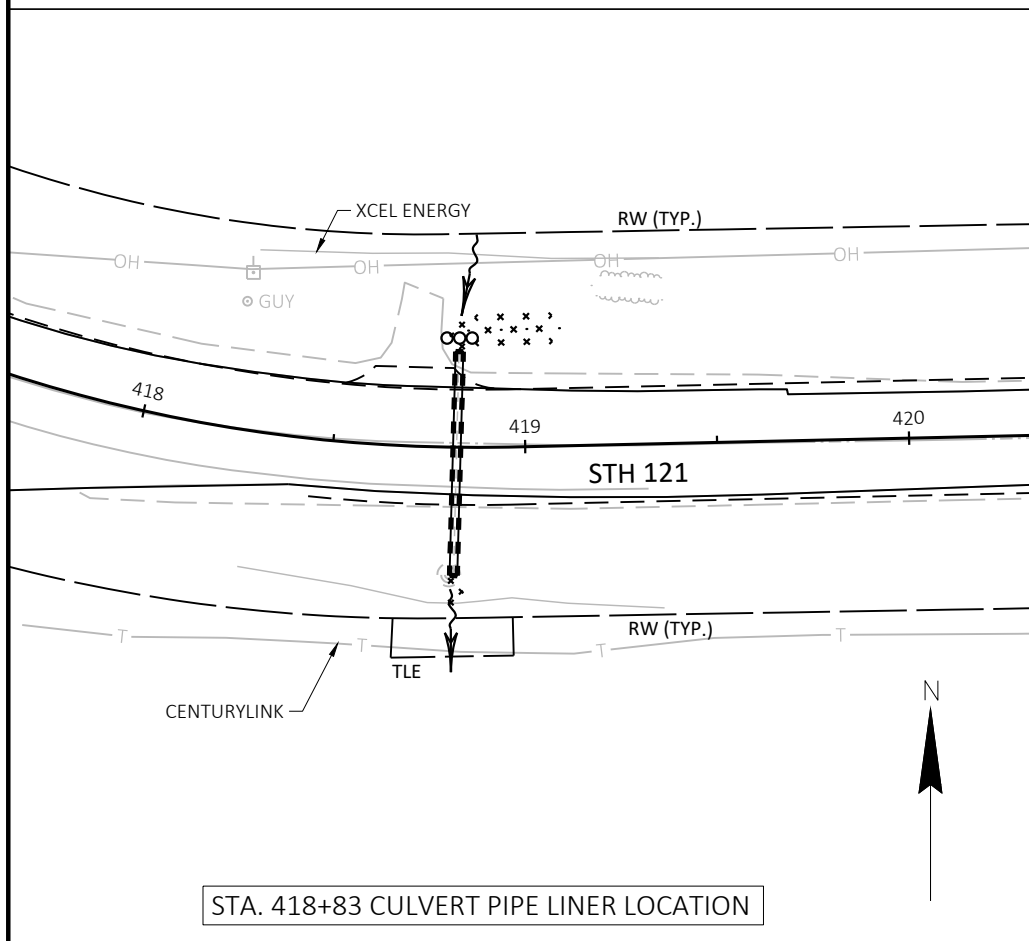 XCEL ENERGY
RW (TYP.)
OH
OH
OH
OH
GUY
418
419
420
STH 121
RW (TYP.)
T
T
T
T
TLE
CENTURYLINK
N
STA. 418+83 CULVERT PIPE LINER LOCATION